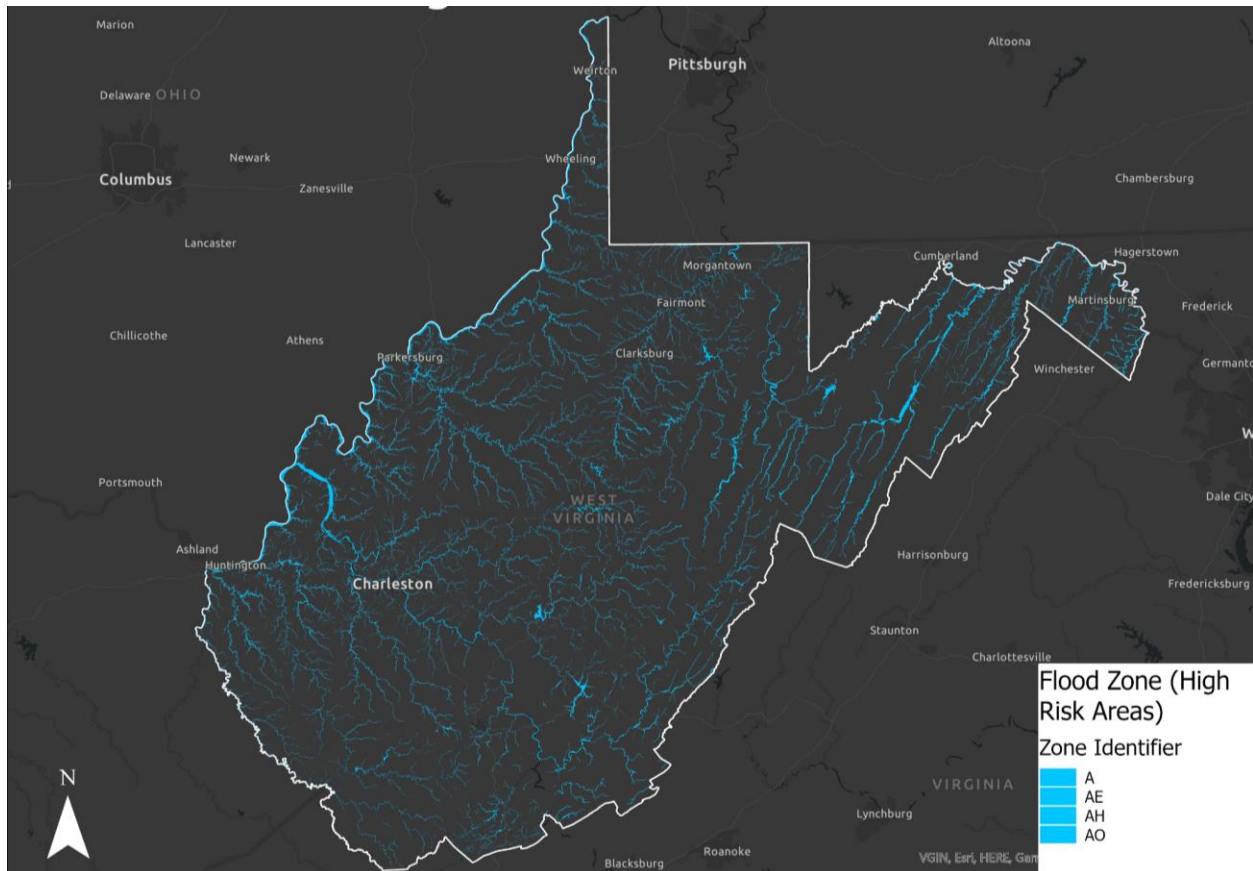 Marion
Altoona
Pittsburgh
Weirton
Delaware
OHIO
Newark
Wheeling
Columbus
Zanesville
Chambersburg
Lancaster
Morgantown
Cumberland
Hagerstown
Fairmont
Martinsburg
Frederick
Chillicothe
Athens
Parkersburg
Clarksburg
Winchester
Germanto
W
Portsmouth
WEST
VIRGINIA
Dale City
Ashland
Huntington
Charleston
Harrisonburg
Fredericksburg
Staunton
Charlottesville
Flood Zone (High
Risk Areas)
Zone Identifier
A
AE
AH
AO
N
VIRGINIA
Lynchburg
Roanoke
Blacksburg
VGIN, Esri, HERE, Gar